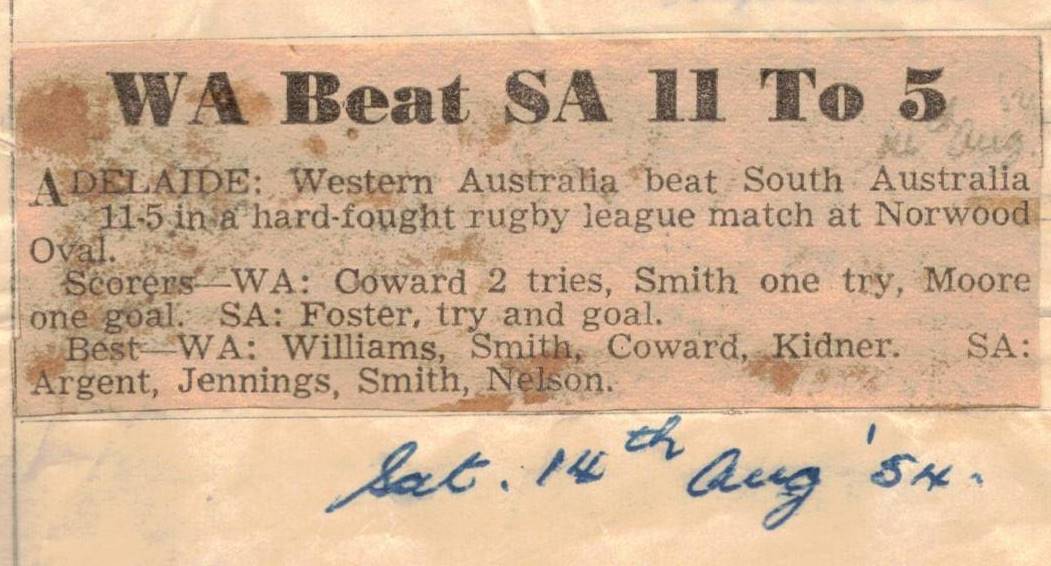 WA Beat SA 11 To 5
ADELAIDE: Western Australia beat South Australia
11-5 in a hard-fought rugby league match at Norwood
Oval.
Scorers—WA: Coward 2 tries, Smith one try, Moore
one goal. SA: Foster, try and goal.
Best—WA: Williams, Smith, Coward, Kidner. SA:
Argent, Jennings, Smith, Nelson.
Sat. 14th Aug '54.